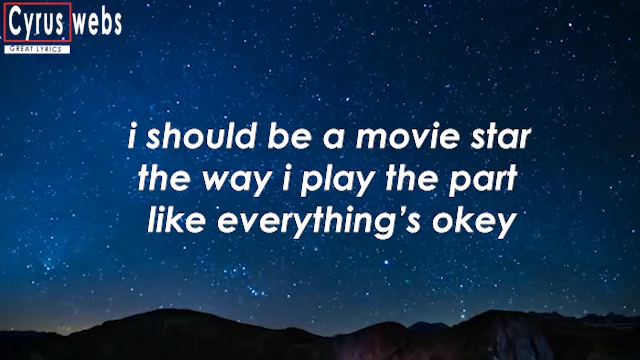 Cyrus webs
GREAT LYRICS
i should be a movie star
the way i play the part
like everything's okey